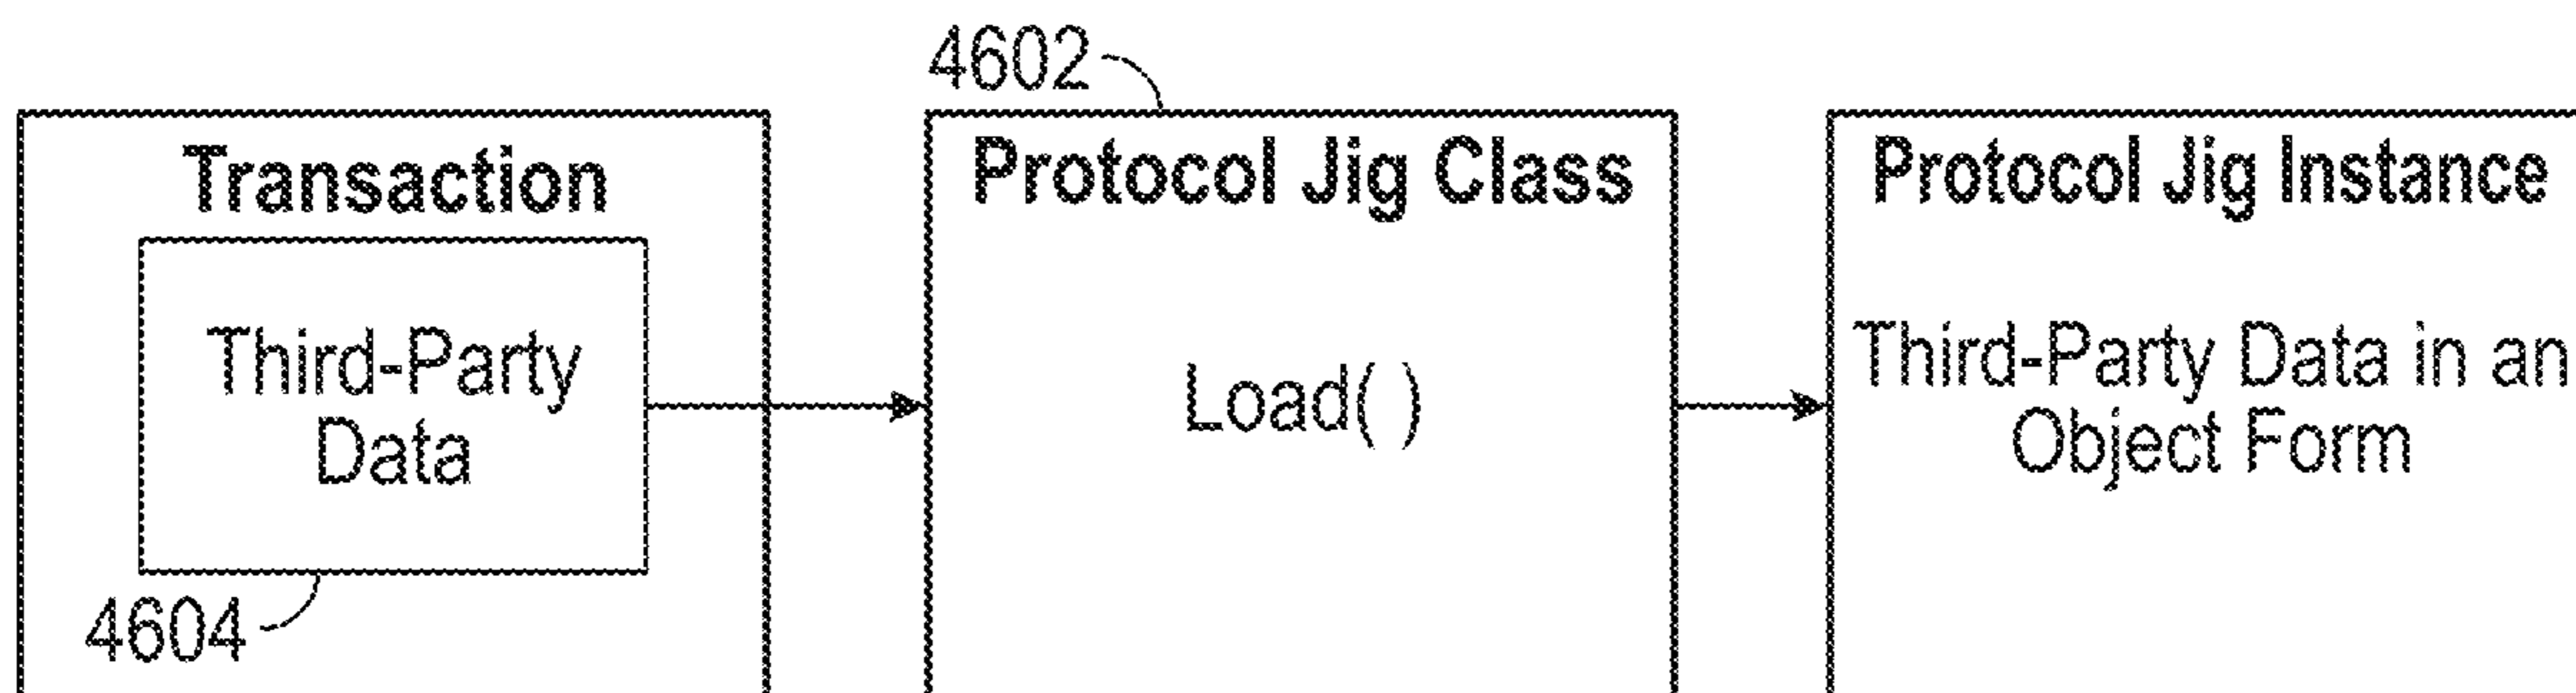 4602
Transaction
Third-Party
Data
4604
Protocol Jig Class
Load( )
Protocol Jig Instance
Third-Party Data in an
Object Form